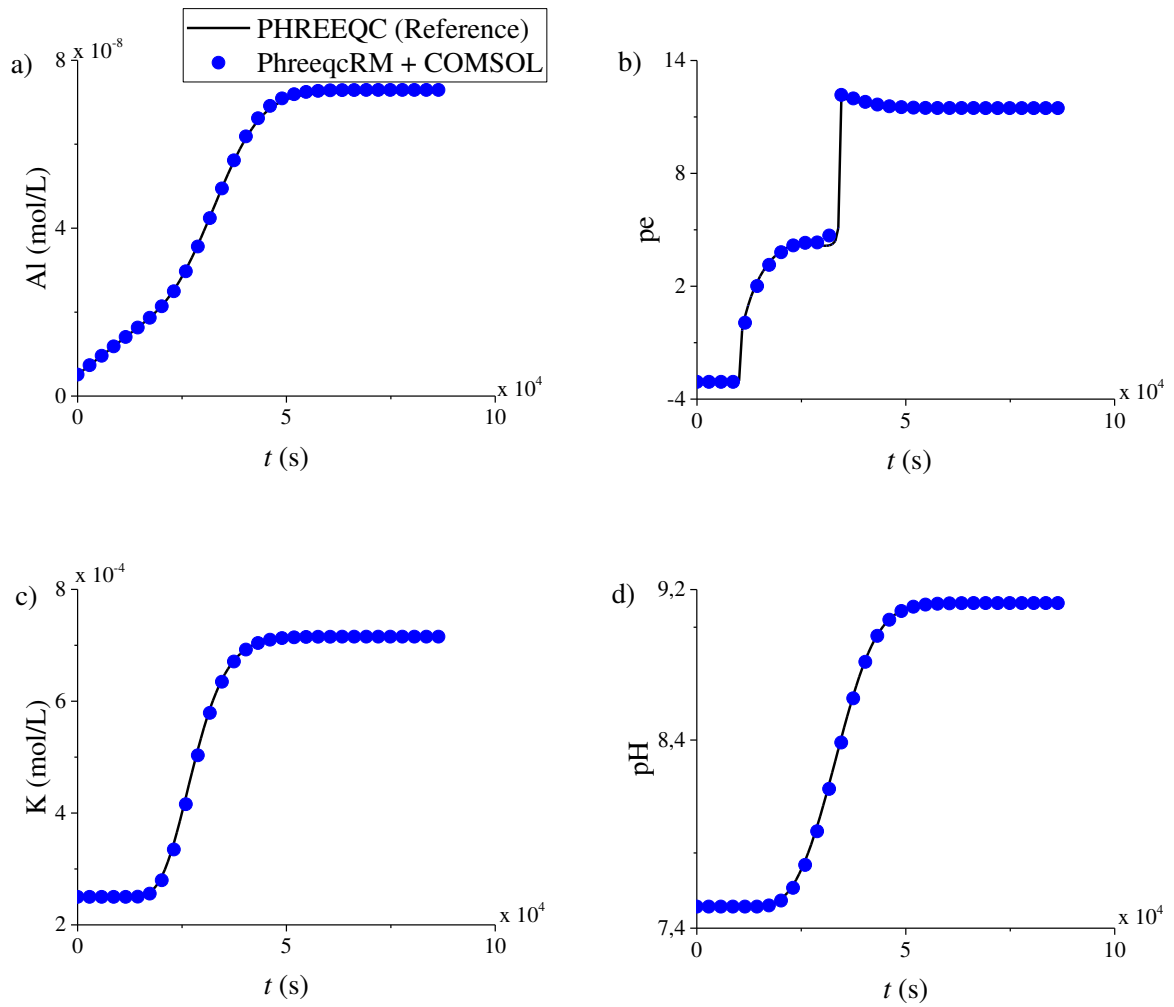 PHREEQC (Reference)
PhreeqcRM + COMSOL
a)
x 10-8
8
4
0
Al (mol/L)
0
5
10
x 104
t (s)
b)
14
8
2
-4
pe
0
5
10
x 104
t (s)
c)
x 10-4
8
6
4
2
K (mol/L)
0
5
10
x 104
t (s)
d)
9,2
8,4
7,4
pH
0
5
10
x 104
t (s)